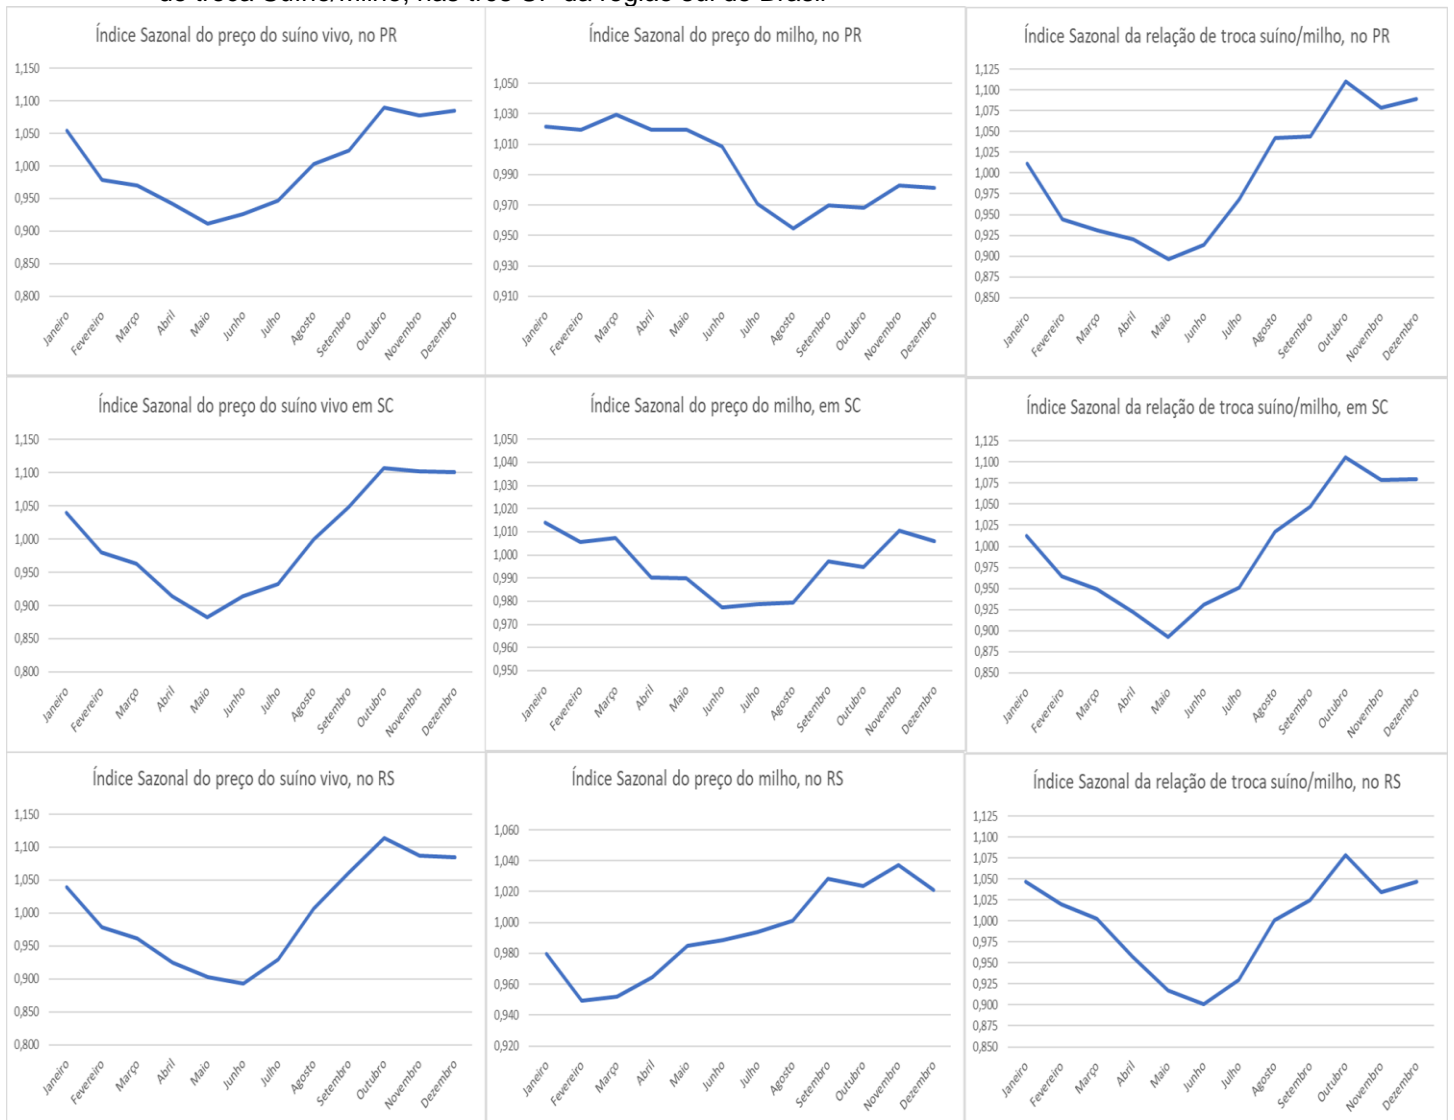 de troca Suíno/Milho, nas três UF da região sul do Brasil
Índice Sazonal do preço do suíno vivo, no PR
1,150
1,100
1,050
1,000
0,950
0,900
0,850
0,800
Janeiro
Fevereiro
Março
Abril
Maio
Junho
Julho
Agosto
Setembro
Outubro
Novembro
Dezembro
Índice Sazonal do preço do milho, no PR
1,050
1,030
1,010
0,990
0,970
0,950
0,930
0,910
Janeiro
Fevereiro
Março
Abril
Maio
Junho
Julho
Agosto
Setembro
Outubro
Novembro
Dezembro
Índice Sazonal da relação de troca suíno/milho, no PR
1,125
1,100
1,075
1,050
1,025
1,000
0,975
0,950
0,925
0,900
0,875
0,850
Janeiro
Fevereiro
Março
Abril
Maio
Junho
Julho
Agosto
Setembro
Outubro
Novembro
Dezembro
Índice Sazonal do preço do suíno vivo em SC
1,150
1,100
1,050
1,000
0,950
0,900
0,850
0,800
Janeiro
Fevereiro
Março
Abril
Maio
Junho
Julho
Agosto
Setembro
Outubro
Novembro
Dezembro
Índice Sazonal do preço do milho, em SC
1,050
1,040
1,030
1,020
1,010
1,000
0,990
0,980
0,970
0,960
0,950
Janeiro
Fevereiro
Março
Abril
Maio
Junho
Julho
Agosto
Setembro
Outubro
Novembro
Dezembro
Índice Sazonal da relação de troca suíno/milho, em SC
1,125
1,100
1,075
1,050
1,025
1,000
0,975
0,950
0,925
0,900
0,875
0,850
Janeiro
Fevereiro
Março
Abril
Maio
Junho
Julho
Agosto
Setembro
Outubro
Novembro
Dezembro
Índice Sazonal do preço do suíno vivo, no RS
1,150
1,100
1,050
1,000
0,950
0,900
0,850
0,800
Janeiro
Fevereiro
Março
Abril
Maio
Junho
Julho
Agosto
Setembro
Outubro
Novembro
Dezembro
Índice Sazonal do preço do milho, no RS
1,060
1,040
1,020
1,000
0,980
0,960
0,940
0,920
Janeiro
Fevereiro
Março
Abril
Maio
Junho
Julho
Agosto
Setembro
Outubro
Novembro
Dezembro
Índice Sazonal da relação de troca suíno/milho, no RS
1,125
1,100
1,075
1,050
1,025
1,000
0,975
0,950
0,925
0,900
0,875
0,850
Janeiro
Fevereiro
Março
Abril
Maio
Junho
Julho
Agosto
Setembro
Outubro
Novembro
Dezembro